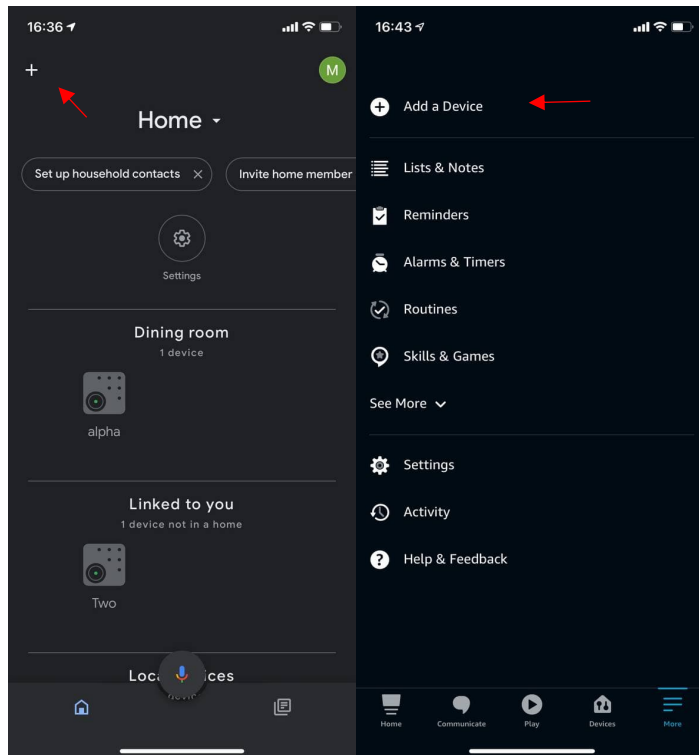 16:36
M
Home
Set up household contacts
Invite home member
Settings
Dining room
1 device
alpha
Linked to you
1 device not in a home
Two
16:43
Add a Device
Lists & Notes
Reminders
Alarms & Timers
Routines
Skills & Games
See More
Settings
Activity
Help & Feedback
Home
Communicate
Play
Devices
More